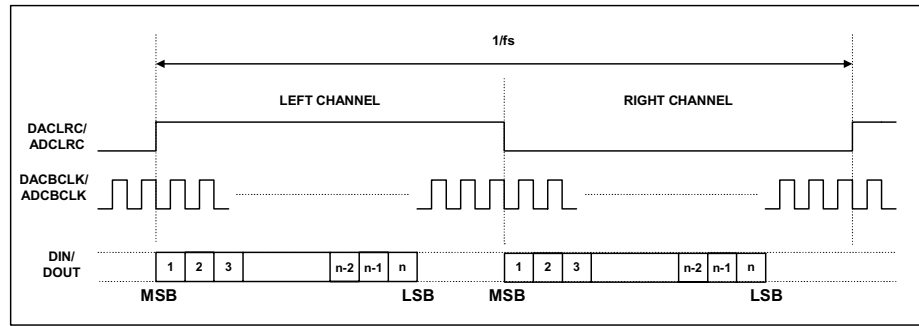 1/fs
LEFT CHANNEL
RIGHT CHANNEL
DACLRC/
ADCLRC
DACBCLK/
ADCBCLK
DIN/
DOUT
1 2 3 n-2 n-1 n 1 2 3 n-2 n-1 n
MSB LSB MSB LSB